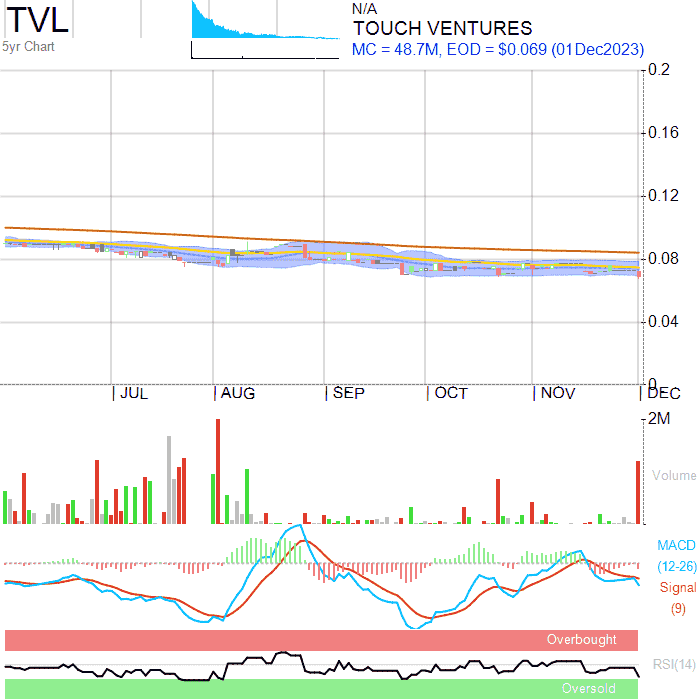 TVL
5yr Chart
N/A
TOUCH VENTURES
MC = 48.7M, EOD = $0.069 (01Dec2023)
0.2
0.16
0.12
0.08
0.04
0
JUL AUG SEP OCT NOV DEC
2M
Volume
MACD
(12-26)
Signal
(9)
Overbought
RSI(14)
Oversold